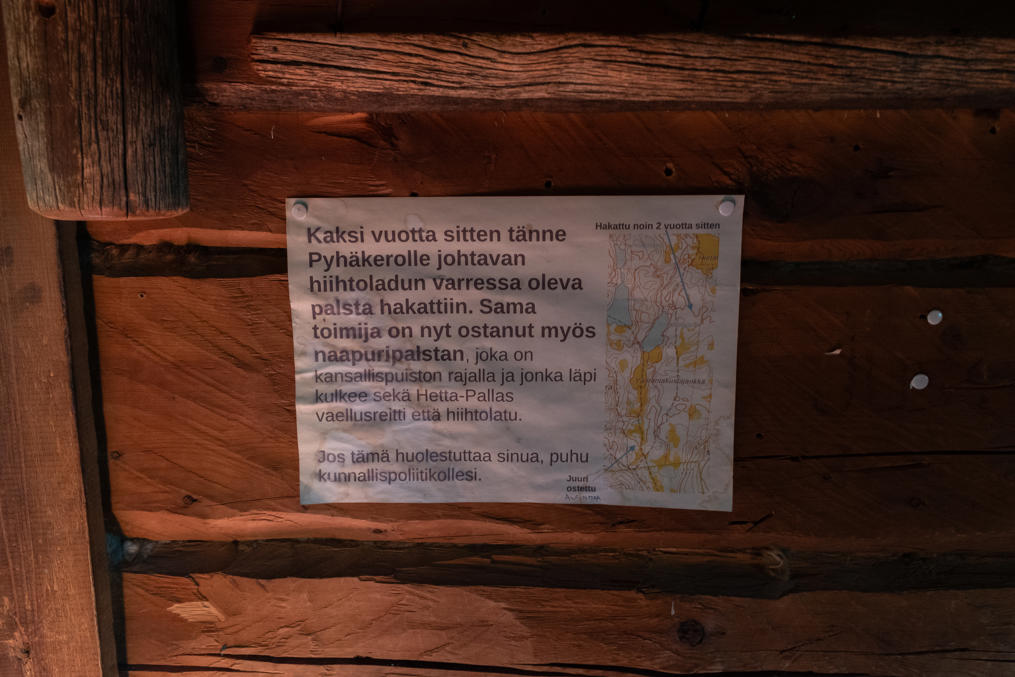 Kaksi vuotta sitten tänne
Pyhäkerolle johtavan
hiihtoladun varressa oleva
palsta hakattiin. Sama
toimija on nyt ostanut myös
naapuripalstan, joka on
kansallispuiston rajalla ja jonka läpi
kulkee sekä Hetta-Pallas
vaellusreitti että hiihtolatu.
Jos tämä huolestuttaa sinua, puhu
kunnallispoliitikollesi.
Hakattu noin 2 vuotta sitten
Juuri
ostettu